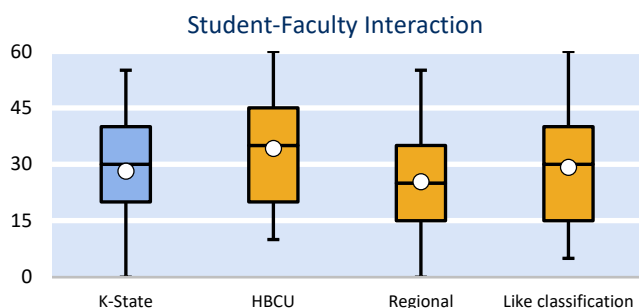 Student-Faculty Interaction
60
45
30
15
0
K-State HBCU Regional Like classification